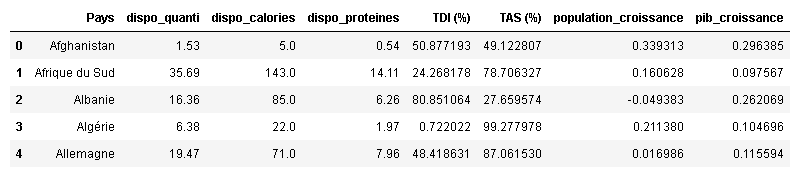 Pays dispo_quanti dispo_calories dispo_proteines TDI (%) TAS (%) population_croissance pib_croissance
0 Afghanistan 1.53 5.0 0.54 50.877193 49.122807 0.339313 0.296385
1 Afrique du Sud 35.69 143.0 14.11 24.268178 78.706327 0.160628 0.097567
2 Albanie 16.36 85.0 6.26 80.851064 27.659574 -0.049383 0.262069
3 Algérie 6.38 22.0 1.97 0.722022 99.277978 0.211380 0.104696
4 Allemagne 19.47 71.0 7.96 48.418631 87.061530 0.016986 0.115594